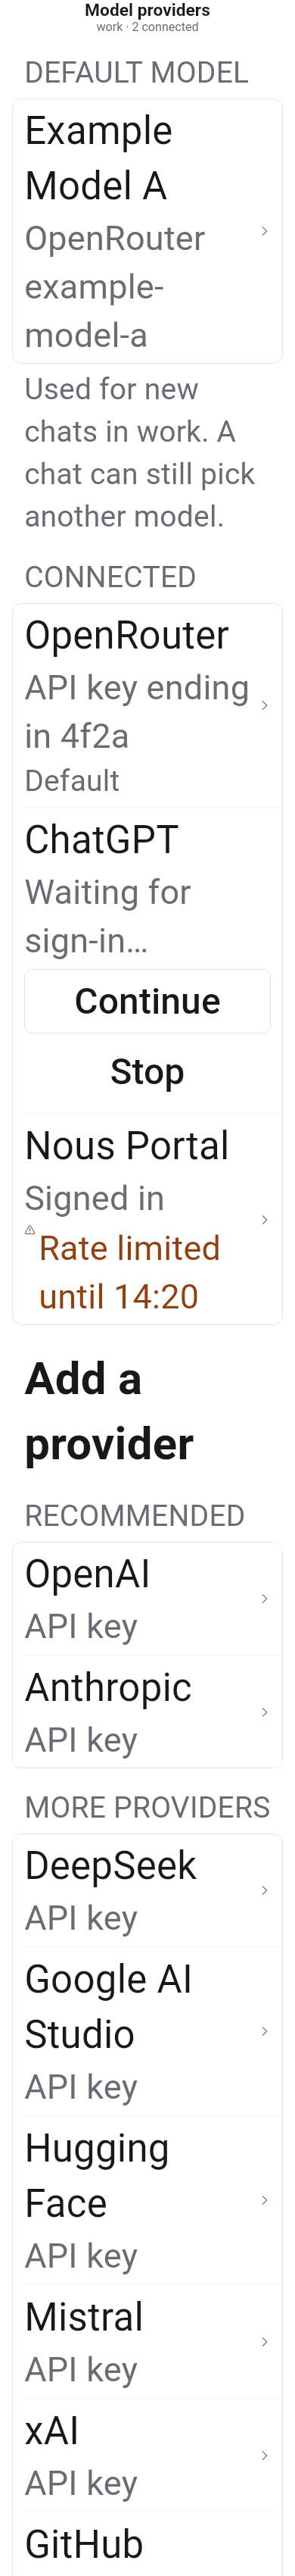 Model providers
work · 2 connected
DEFAULT MODEL
Example
Model A
OpenRouter
example-
model-a
Used for new
chats in work. A
chat can still pick
another model.
CONNECTED
OpenRouter
API key ending
in 4f2a
Default
ChatGPT
Waiting for
sign-in…
Continue
Stop
Nous Portal
Signed in
Rate limited
until 14:20
Add a
provider
RECOMMENDED
OpenAI
API key
Anthropic
API key
MORE PROVIDERS
DeepSeek
API key
Google AI
Studio
API key
Hugging
Face
API key
Mistral
API key
xAI
API key
GitHub